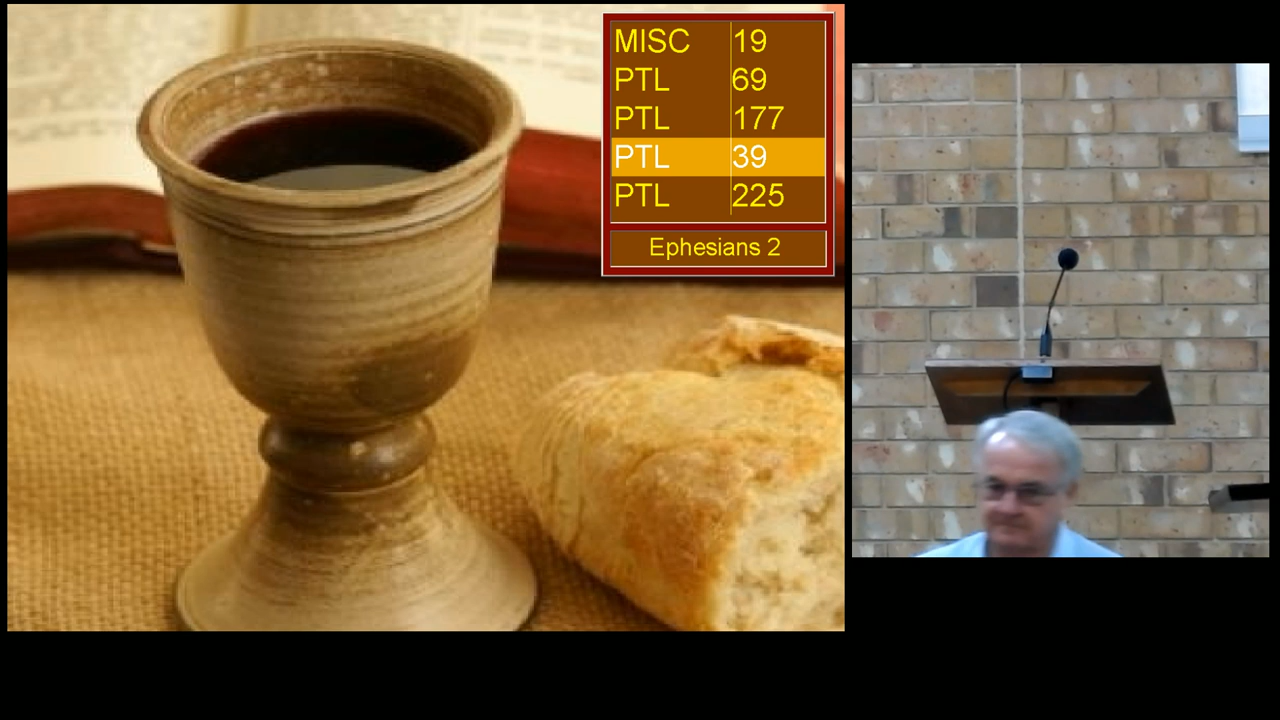 MISC 19
PTL 69
PTL 177
PTL 39
PTL 225
Ephesians 2